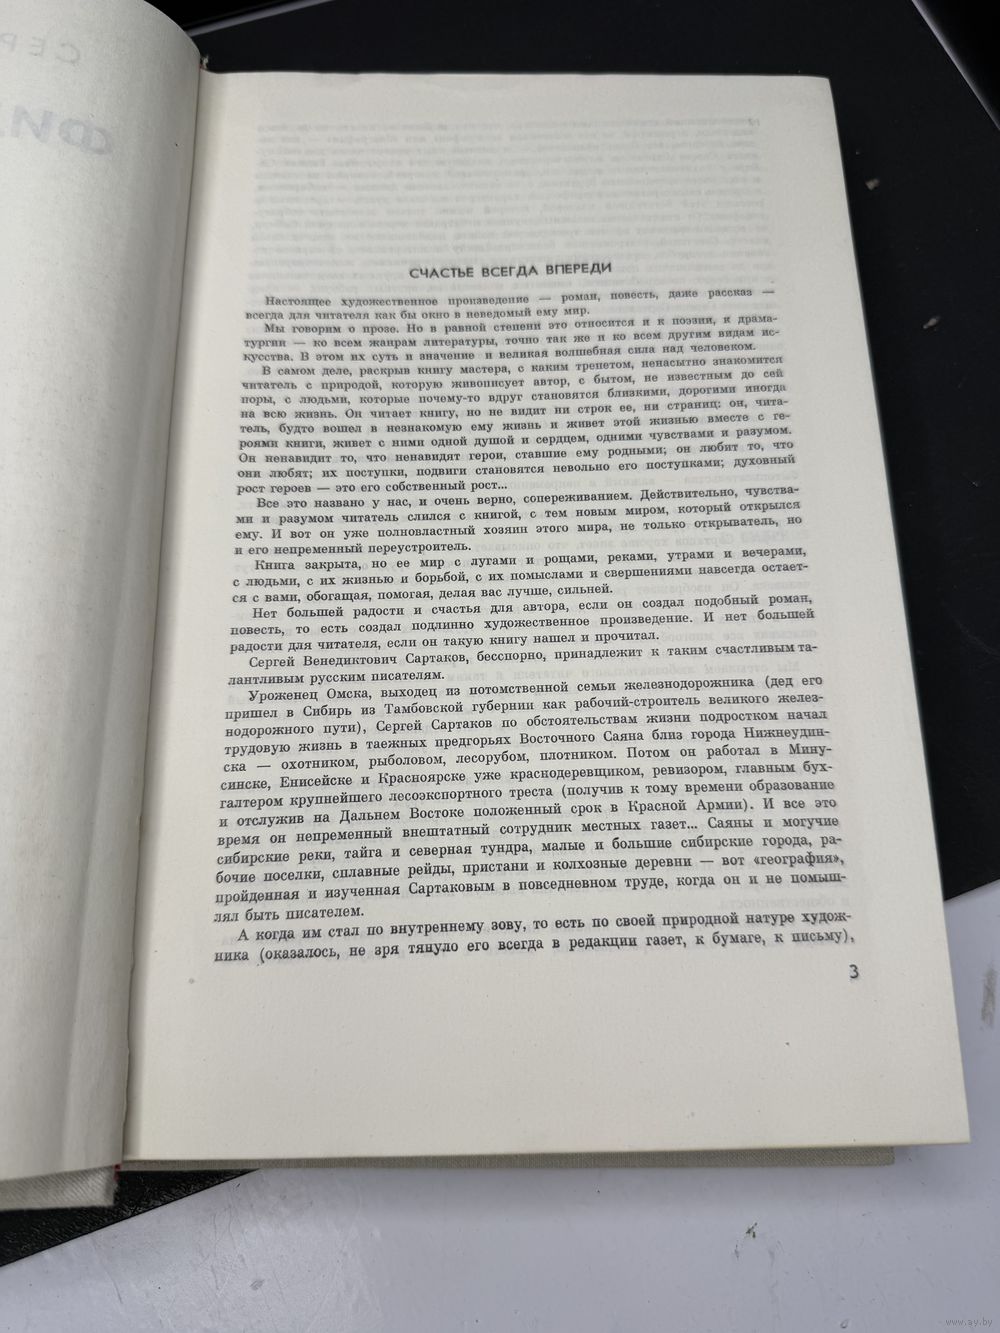 СЕР
ФИ
СЧАСТЬЕ ВСЕГДА ВПЕРЕДИ
Настоящее художественное произведение — роман, повесть, даже рассказ —
всегда для читателя как бы окно в неведомый ему мир.
Мы говорим о прозе. Но в равной степени это относится и к поэзии, и драма-
тургии — ко всем жанрам литературы, точно так же и ко всем другим видам ис-
кусства. В этом их суть и значение и великая волшебная сила над человеком.
В самом деле, раскрыв книгу мастера, с каким трепетом, ненасытно знакомится
читатель с природой, которую живописует автор, с бытом, не известным до сей
поры, с людьми, которые почему-то вдруг становятся близкими, дорогими иногда
на всю жизнь. Он читает книгу, но не видит ни строк ее, ни страниц: он, чита-
тель, будто вошел в незнакомую ему жизнь и живет этой жизнью вместе с ге-
роями книги, живет с ними одной душой и сердцем, одними чувствами и разумом.
Он ненавидит то, что ненавидят герои, ставшие ему родными; он любит то, что
они любят; их поступки, подвиги становятся невольно его поступками; духовный
рост героев — это его собственный рост...
Все это названо у нас, и очень верно, сопереживанием. Действительно, чувства-
ми и разумом читатель слился с книгой, с тем новым миром, который открылся
ему. И вот он уже полновластный хозяин этого мира, не только открыватель, но
и его непременный переустроитель.
Книга закрыта, но ее мир с лугами и рощами, реками, утрами и вечерами,
с людьми, с их жизнью и борьбой, с их помыслами и свершениями навсегда остает-
ся с вами, обогащая, помогая, делая вас лучше, сильней.
Нет большей радости и счастья для автора, если он создал подобный роман,
повесть, то есть создал подлинно художественное произведение. И нет большей
радости для читателя, если он такую книгу нашел и прочитал.
Сергей Венедиктович Сартаков, бесспорно, принадлежит к таким счастливым та-
лантливым русским писателям.
Уроженец Омска, выходец из потомственной семьи железнодорожника (дед его
пришел в Сибирь из Тамбовской губернии как рабочий-строитель великого желез-
нодорожного пути), Сергей Сартаков по обстоятельствам жизни подростком начал
трудовую жизнь в таежных предгорьях Восточного Саяна близ города Нижнеудин-
ска — охотником, рыболовом, лесорубом, плотником. Потом он работал в Мину-
синске, Енисейске и Красноярске уже краснодеревщиком, ревизором, главным бух-
галтером крупнейшего лесоэкспортного треста (получив к тому времени образование
и отслужив на Дальнем Востоке положенный срок в Красной Армии). И все это
время он непременный внештатный сотрудник местных газет... Саяны и могучие
сибирские реки, тайга и северная тундра, малые и большие сибирские города, ра-
бочие поселки, сплавные рейды, пристани и колхозные деревни — вот «география»,
пройденная и изученная Сартаковым в повседневном труде, когда он и не помыш-
лял быть писателем.
А когда им стал по внутреннему зову, то есть по своей природной натуре худож-
ника (оказалось, не зря тянуло его всегда в редакции газет, к бумаге, к письму),
3
www.ay.by